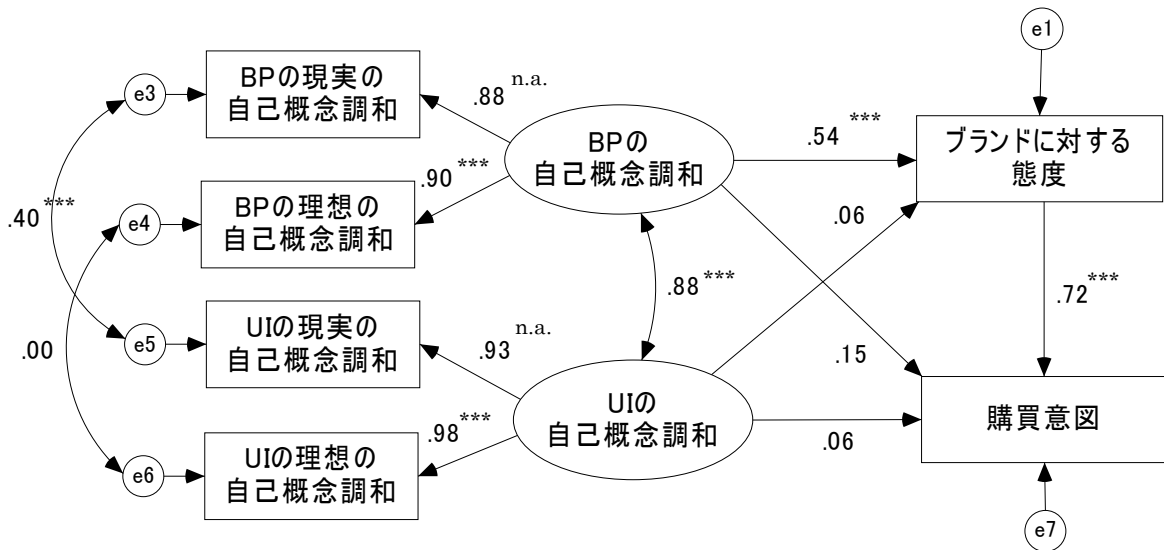 e1
e3
BPの現実の
自己概念調和
.88 n.a.
BPの
自己概念調和
.54 ***
ブランドに対する
態度
.90 ***
.40 ***
e4
BPの理想の
自己概念調和
.06
.88 ***
.72 ***
.00
e5
UIの現実の
自己概念調和
.93 n.a.
.15
UIの
自己概念調和
.06
購買意図
.98 ***
e6
UIの理想の
自己概念調和
e7